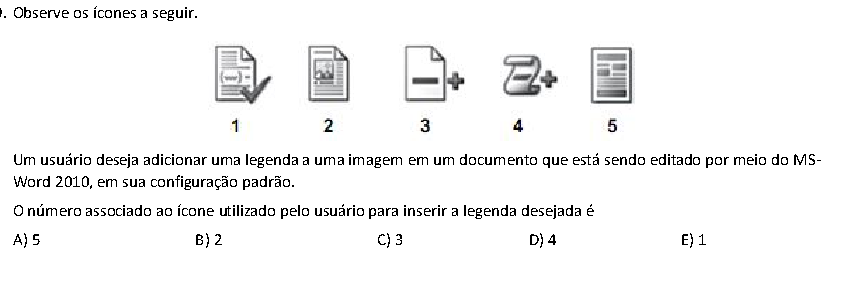 . Observe os ícones a seguir.
1 2 3 4 5
Um usuário deseja adicionar uma legenda a uma imagem em um documento que está sendo editado por meio do MS-
Word 2010, em sua configuração padrão.
O número associado ao ícone utilizado pelo usuário para inserir a legenda desejada é
A) 5 B) 2 C) 3 D) 4 E) 1